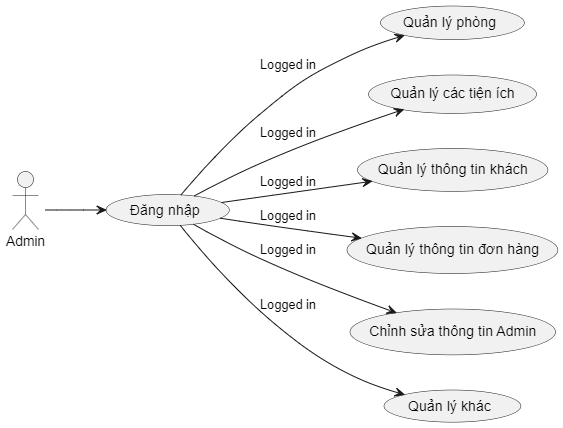 Quản lý phòng
Logged in
Quản lý các tiện ích
Logged in
Quản lý thông tin khách
Logged in
Admin
Đăng nhập
Logged in
Quản lý thông tin đơn hàng
Logged in
Chỉnh sửa thông tin Admin
Logged in
Quản lý khác